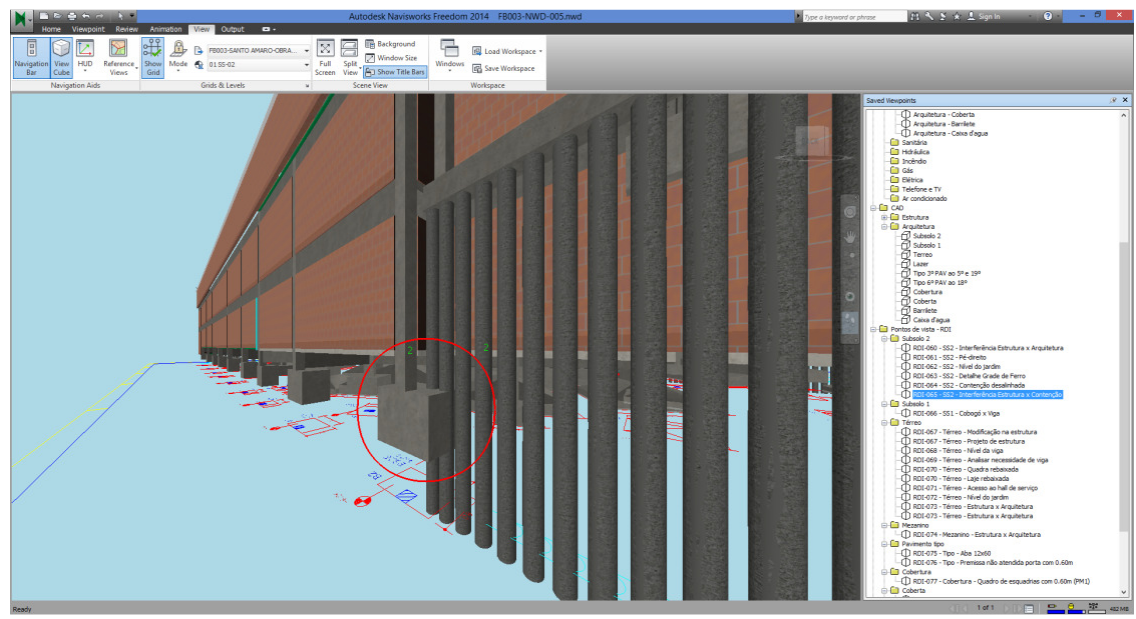 Autodesk Navisworks Freedom 2014 FB003-NWD-005.nwd
Type a keyword or phrase
Sign In
Home Viewpoint Review Animation View Output
Navigation Bar
View Cube
HUD
Reference Views
Show Grid
Mode
FB003-SANTO AMARO-OBRA...
01 SS-02
Full Screen
Split View
Background
Window Size
Show Title Bars
Windows
Load Workspace
Save Workspace
Navigation Aids
Grids & Levels
Scene View
Workspace
Saved Viewpoints
Arquitetura - Coberta
Arquitetura - Barrilete
Arquitetura - Caixa d'agua
Sanitária
Hidráulica
Incêndio
Gás
Elétrica
Telefone e TV
Ar condicionado
CAD
Estrutura
Arquitetura
Subsolo 2
Subsolo 1
Terreo
Lazer
Tipo 3º PAV ao 5º e 19º
Tipo 6º PAV ao 18º
Cobertura
Coberta
Barrilete
Caixa d'agua
Pontos de vista - RDI
Subsolo 2
RDI-060 - SS2 - Interferência Estrutura x Arquitetura
RDI-061 - SS2 - Pé-direito
RDI-062 - SS2 - Nível do jardim
RDI-063 - SS2 - Detalhe Grade de Ferro
RDI-064 - SS2 - Contenção desalinhada
RDI-065 - SS2 - Interferência Estrutura x Contenção
Subsolo 1
RDI-066 - SS1 - Cobogó x Viga
Térreo
RDI-067 - Térreo - Modificação na estrutura
RDI-067 - Térreo - Projeto de estrutura
RDI-068 - Térreo - Nível da viga
RDI-069 - Térreo - Analisar necessidade de viga
RDI-070 - Térreo - Quadra rebaixada
RDI-070 - Térreo - Laje rebaixada
RDI-071 - Térreo - Acesso ao hall de serviço
RDI-072 - Térreo - Nível do jardim
RDI-073 - Térreo - Estrutura x Arquitetura
RDI-073 - Térreo - Estrutura x Arquitetura
Mezanino
RDI-074 - Mezanino - Estrutura x Arquitetura
Pavimento tipo
RDI-075 - Tipo - Aba 12x60
RDI-076 - Tipo - Premissa não atendida porta com 0.60m
Cobertura
RDI-077 - Cobertura - Quadro de esquadrias com 0.60m (PM1)
Coberta
2
2
Ready
1 of 1
482 MB